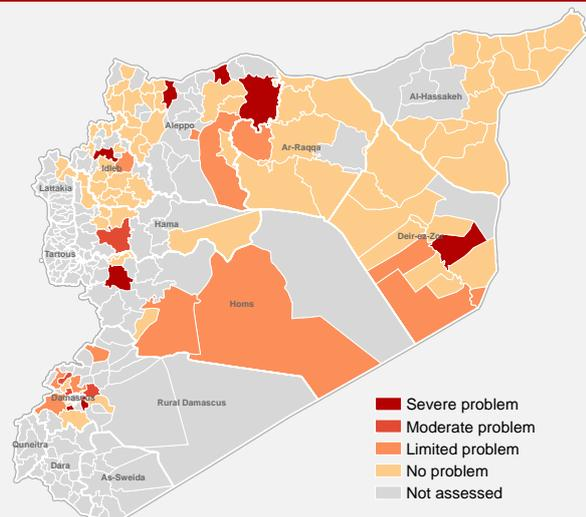 Al-Hassakeh
Aleppo
Ar-Raqqa
Idleb
Lattakia
Hama
Deir-ez-Zor
Tartous
Homs
Damascus
Rural Damascus
Quneitra
Dara
As-Sweida
Severe problem
Moderate problem
Limited problem
No problem
Not assessed